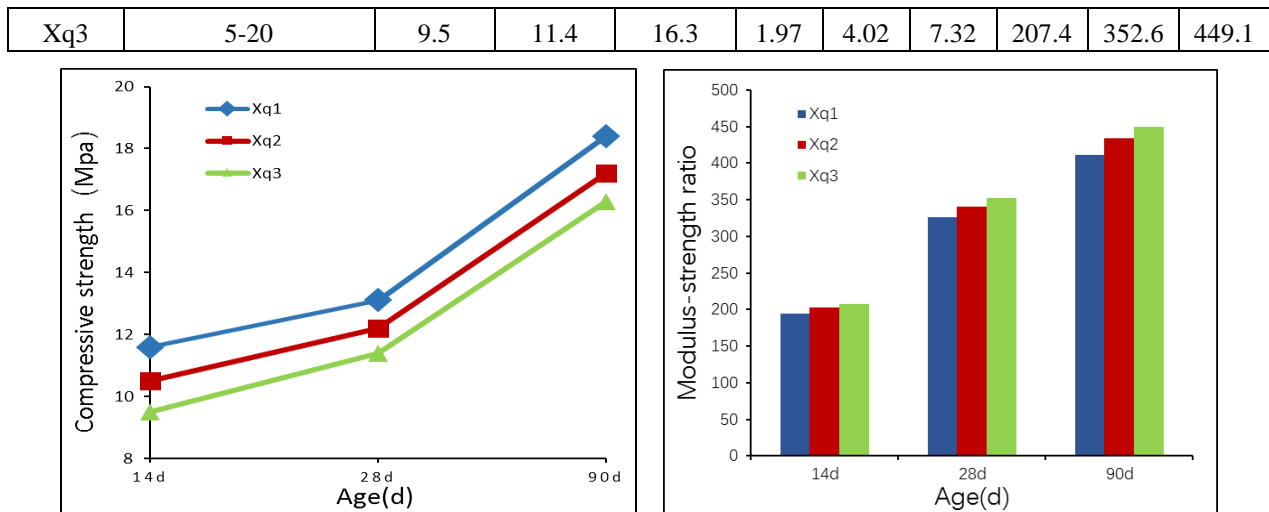 Xq3 5-20 9.5 11.4 16.3 1.97 4.02 7.32 207.4 352.6 449.1
20
18
16
14
12
10
8
Compressive strength (Mpa)
Xq1
Xq2
Xq3
14d 28d 90d
Age(d)
500
450
400
350
300
250
200
150
100
50
0
Modulus-strength ratio
Xq1
Xq2
Xq3
14d 28d 90d
Age(d)